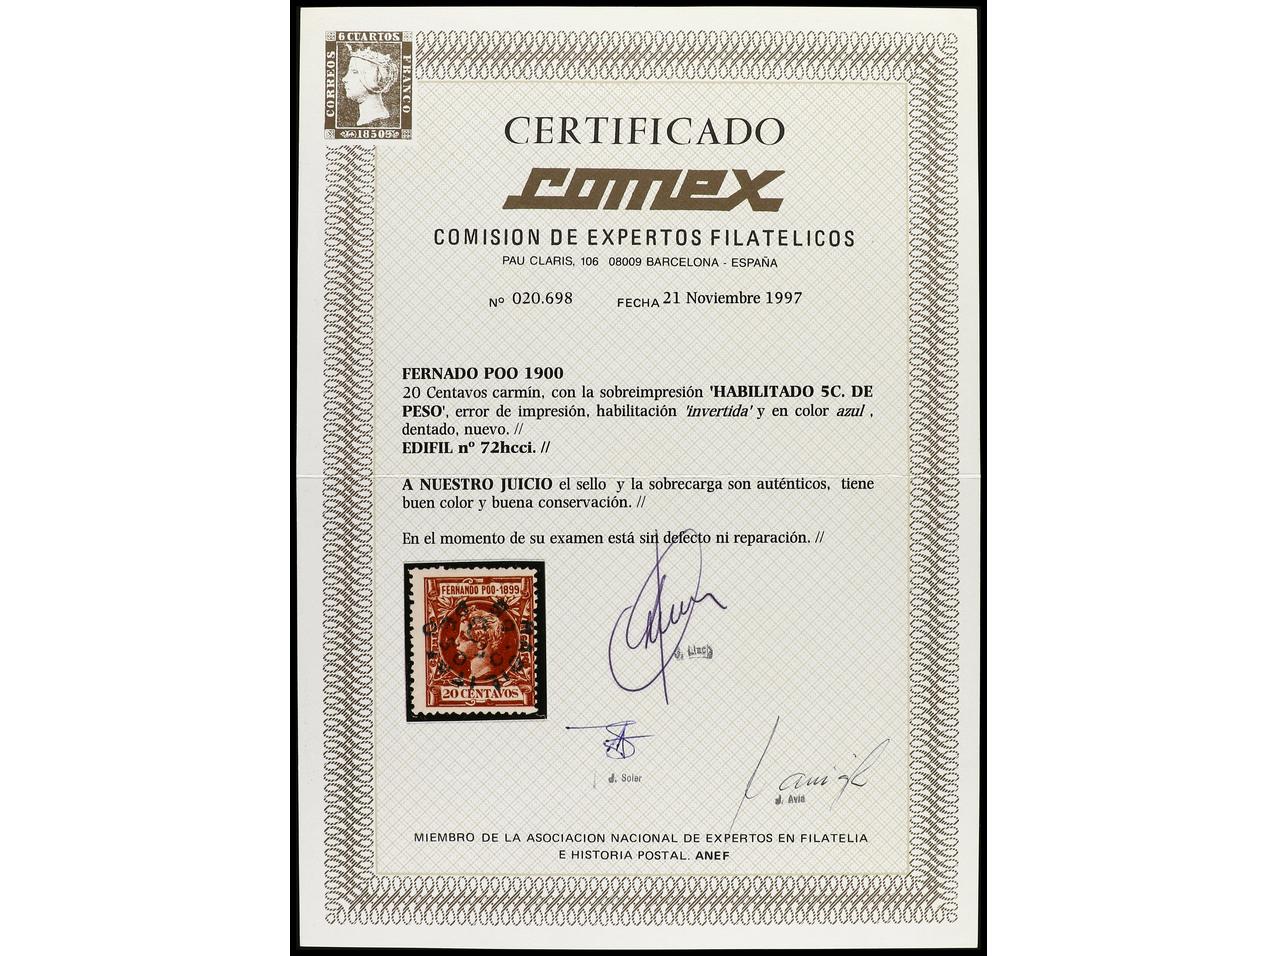 6 CUARTOS
CORREOS
FRANCO
1850
CERTIFICADO
comex
COMISION DE EXPERTOS FILATELICOS
PAU CLARIS, 106 08009 BARCELONA - ESPAÑA
Nº 020.698 FECHA 21 Noviembre 1997
FERNADO POO 1900
20 Centavos carmín, con la sobreimpresión 'HABILITADO 5C. DE
PESO', error de impresión, habilitación 'invertida' y en color azul ,
dentado, nuevo. //
EDIFIL nº 72hcci. //
A NUESTRO JUICIO el sello y la sobrecarga son auténticos, tiene
buen color y buena conservación. //
En el momento de su examen está sin defecto ni reparación. //
FERNANDO POO-1899
20 CENTAVOS
J. Soler
J. Avia
MIEMBRO DE LA ASOCIACION NACIONAL DE EXPERTOS EN FILATELIA
E HISTORIA POSTAL. ANEF